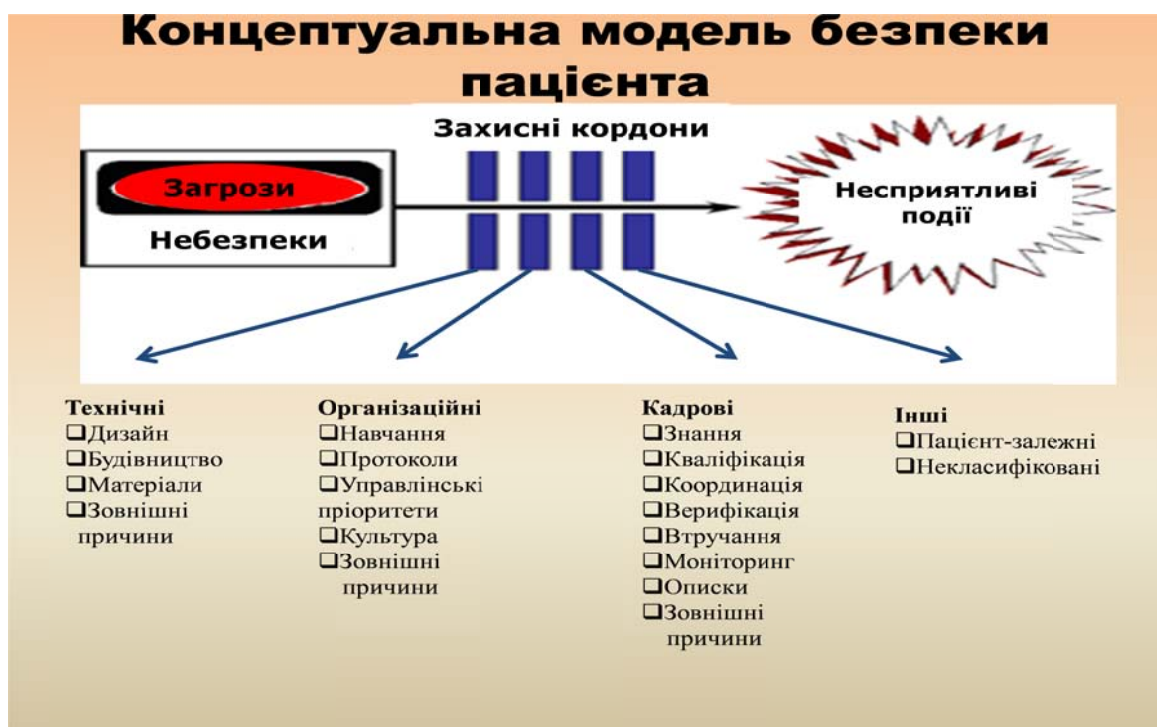 Концептуальна модель безпеки
пацієнта
Захисні кордони
Загрози
Небезпеки
Несприятливі
події
Технічні
❑Дизайн
❑Будівництво
❑Матеріали
❑Зовнішні
причини
Організаційні
❑Навчання
❑Протоколи
❑Управлінські
пріоритети
❑Культура
❑Зовнішні
причини
Кадрові
❑Знання
❑Кваліфікація
❑Координація
❑Верифікація
❑Втручання
❑Моніторинг
❑Описки
❑Зовнішні
причини
Інші
❑Пацієнт-залежні
❑Некласифіковані